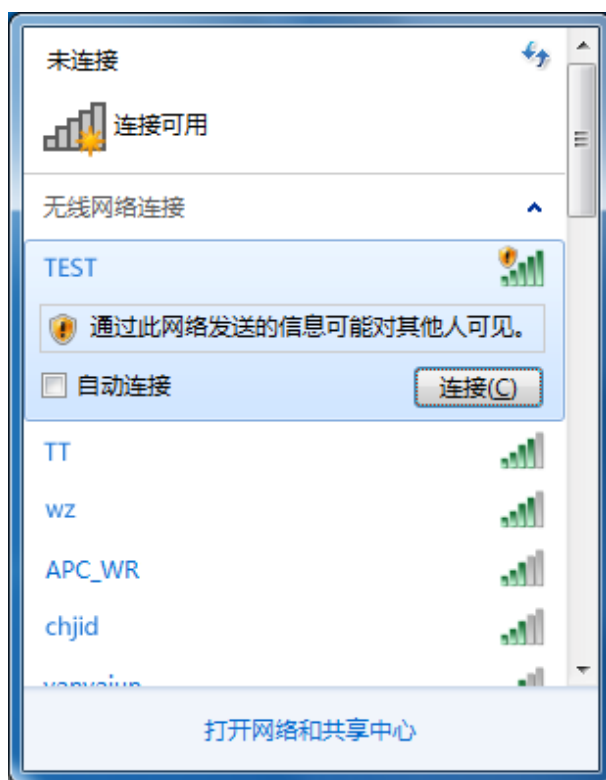 未连接
连接可用
无线网络连接
TEST
通过此网络发送的信息可能对其他人可见。
自动连接
连接(C)
TT
wz
APC_WR
chjid
打开网络和共享中心